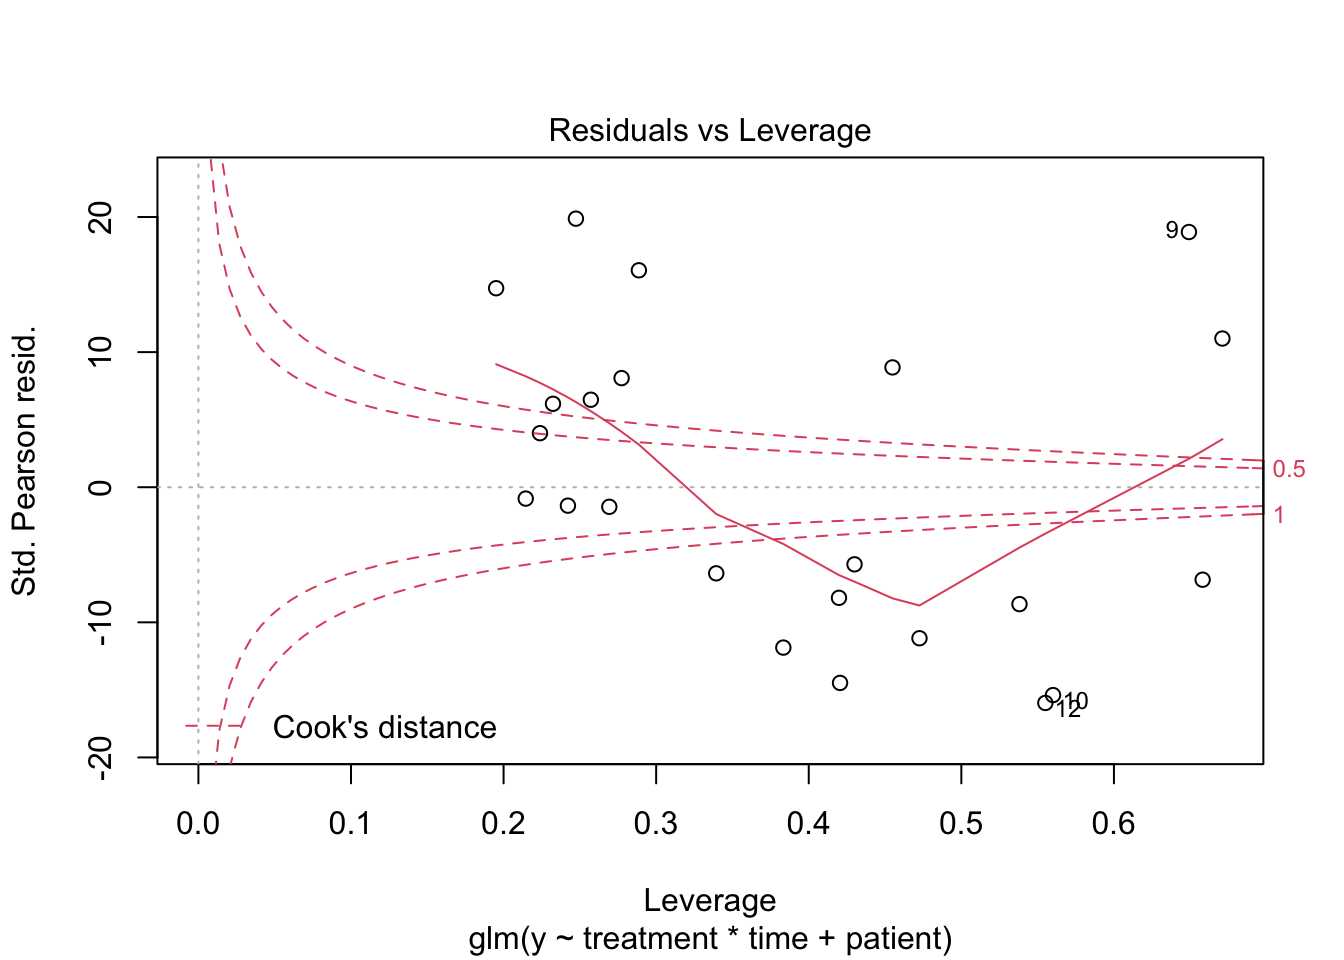 Residuals vs Leverage
Std. Pearson resid.
20
10
0
-10
-20
9
0.5
1
10
12
Cook's distance
0.0 0.1 0.2 0.3 0.4 0.5 0.6
Leverage
glm(y ~ treatment * time + patient)